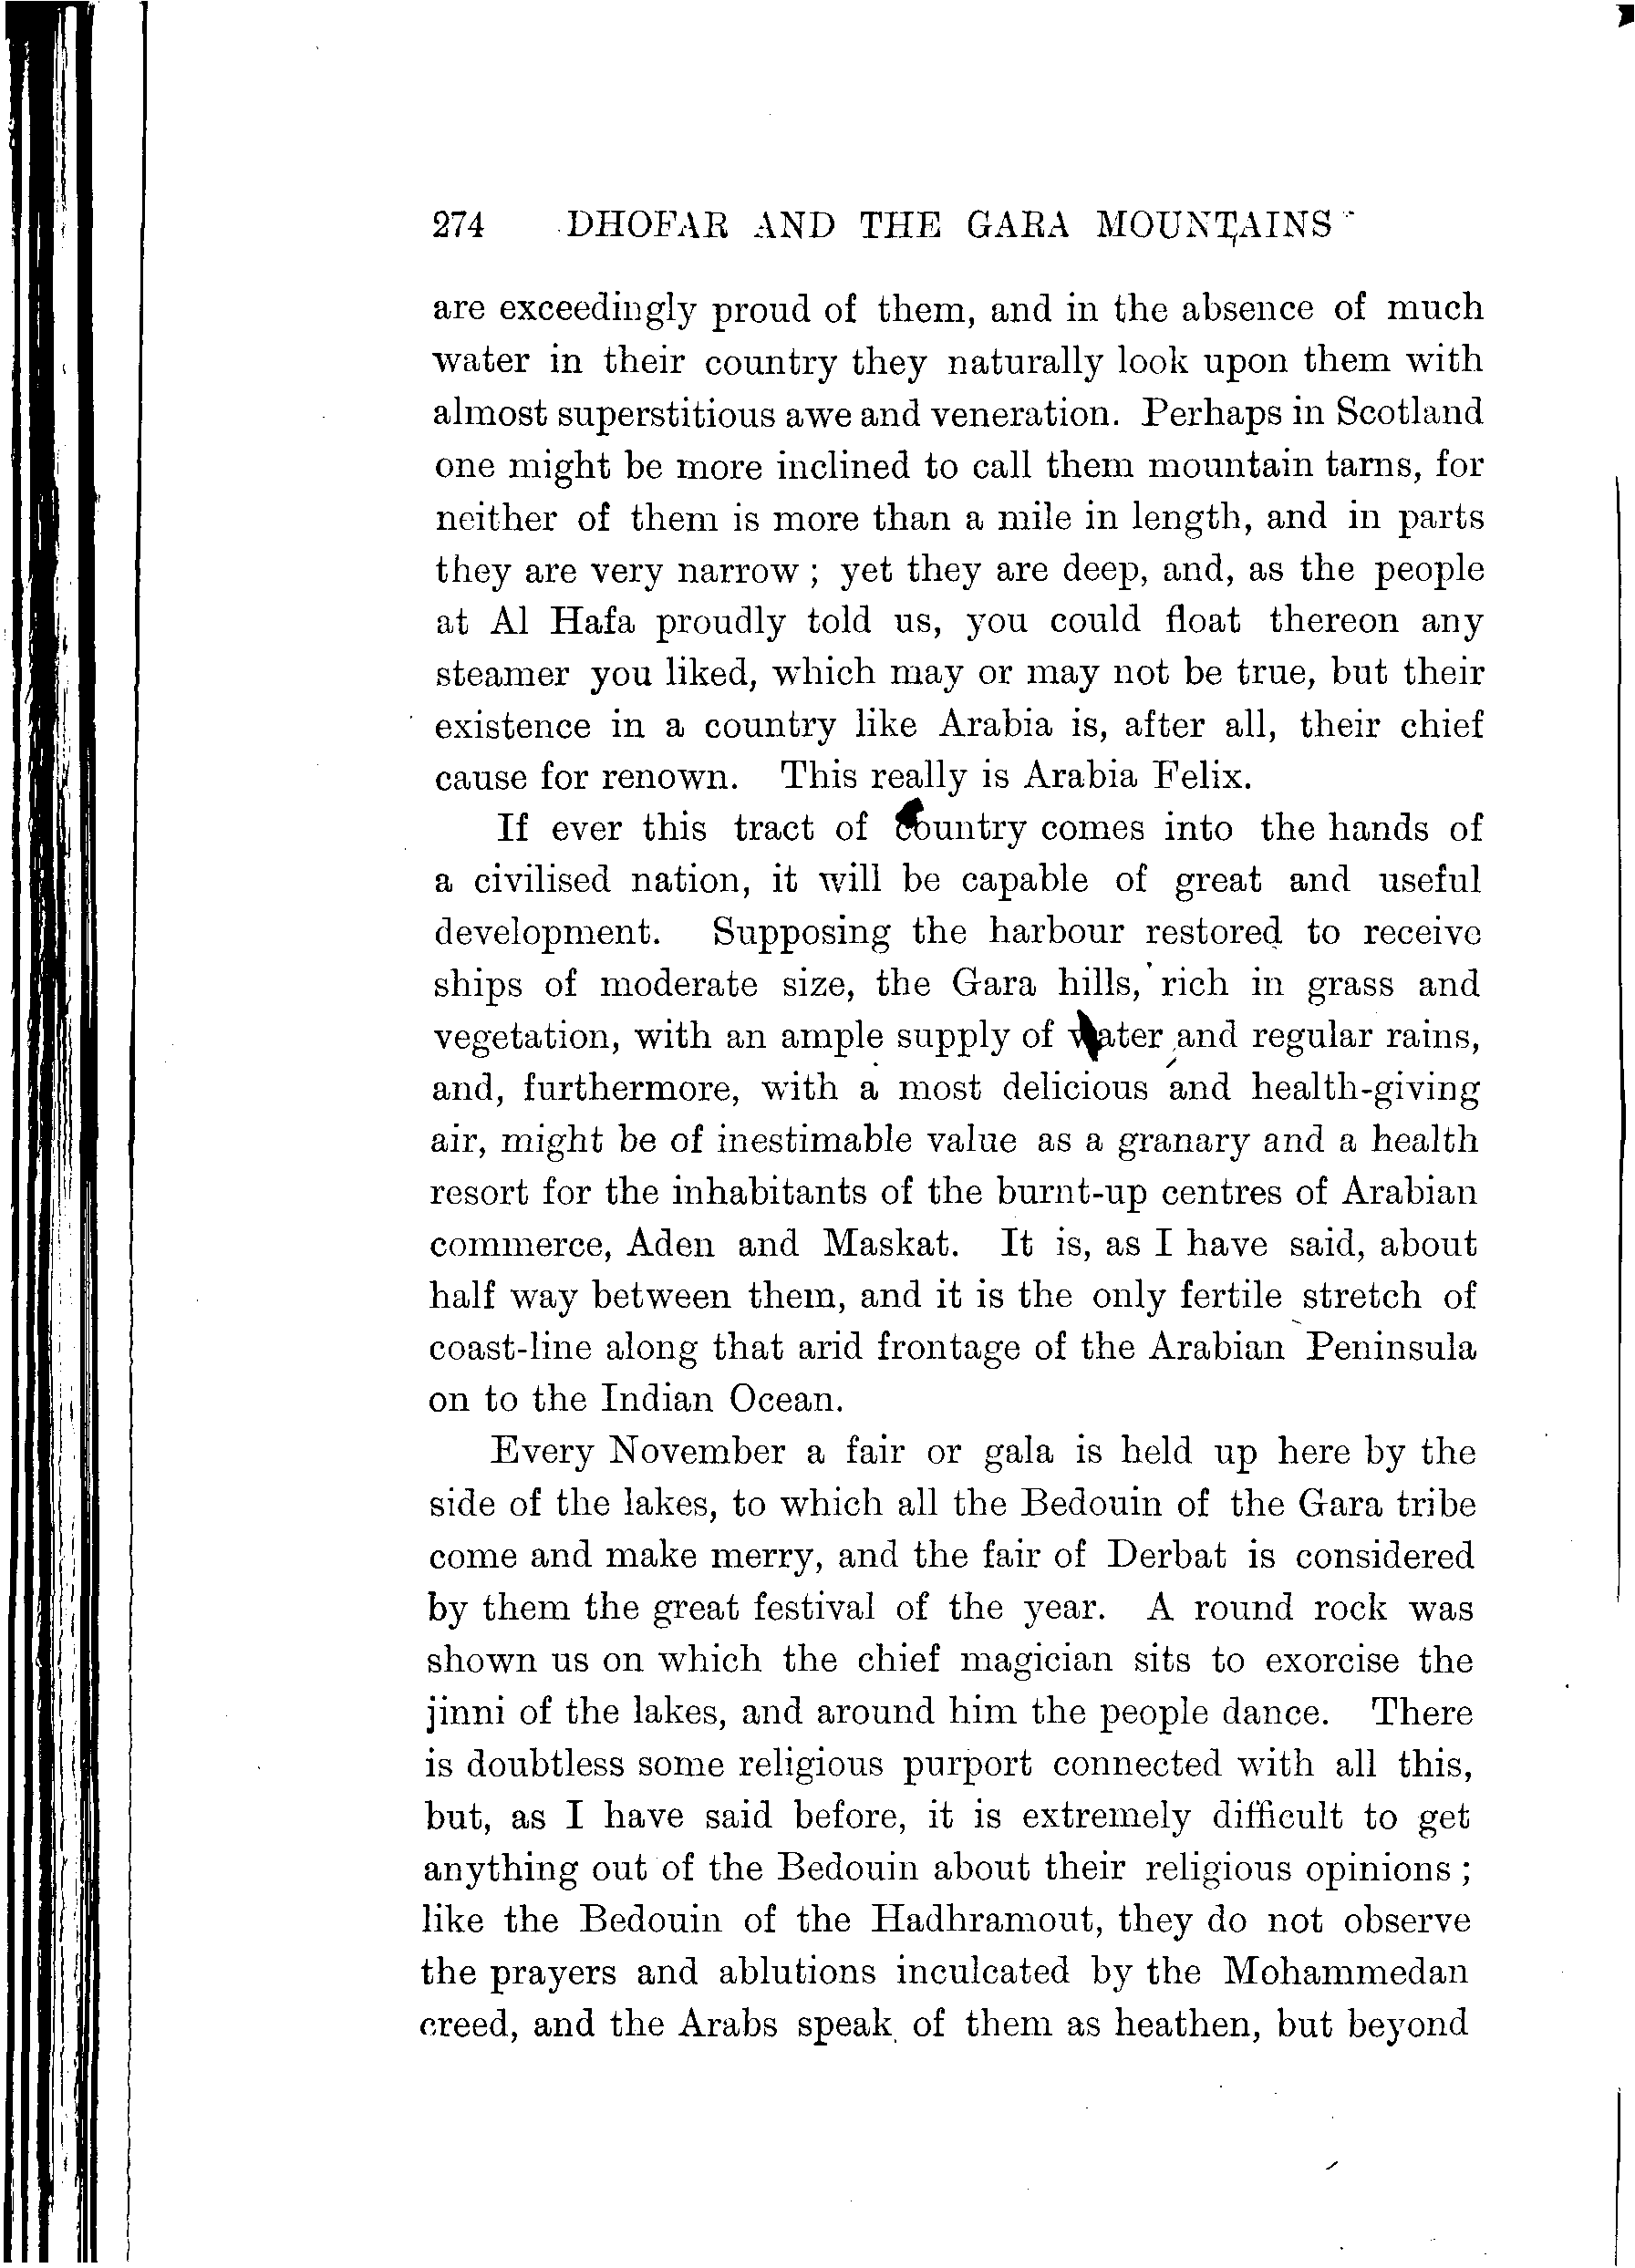 274 DHOFAR AND THE GARA MOUNTAINS
are exceedingly proud of them, and in the absence of much
water in their country they naturally look upon them with
almost superstitious awe and veneration. Perhaps in Scotland
one might be more inclined to call them mountain tarns, for
neither of them is more than a mile in length, and in parts
they are very narrow ; yet they are deep, and, as the people
at Al Hafa proudly told us, you could float thereon any
steamer you liked, which may or may not be true, but their
existence in a country like Arabia is, after all, their chief
cause for renown. This really is Arabia Felix.
If ever this tract of country comes into the hands of
a civilised nation, it will be capable of great and useful
development. Supposing the harbour restored to receive
ships of moderate size, the Gara hills, rich in grass and
vegetation, with an ample supply of water and regular rains,
and, furthermore, with a most delicious and health-giving
air, might be of inestimable value as a granary and a health
resort for the inhabitants of the burnt-up centres of Arabian
commerce, Aden and Maskat. It is, as I have said, about
half way between them, and it is the only fertile stretch of
coast-line along that arid frontage of the Arabian Peninsula
on to the Indian Ocean.
Every November a fair or gala is held up here by the
side of the lakes, to which all the Bedouin of the Gara tribe
come and make merry, and the fair of Derbat is considered
by them the great festival of the year. A round rock was
shown us on which the chief magician sits to exorcise the
jinni of the lakes, and around him the people dance. There
is doubtless some religious purport connected with all this,
but, as I have said before, it is extremely difficult to get
anything out of the Bedouin about their religious opinions ;
like the Bedouin of the Hadhramout, they do not observe
the prayers and ablutions inculcated by the Mohammedan
creed, and the Arabs speak of them as heathen, but beyond